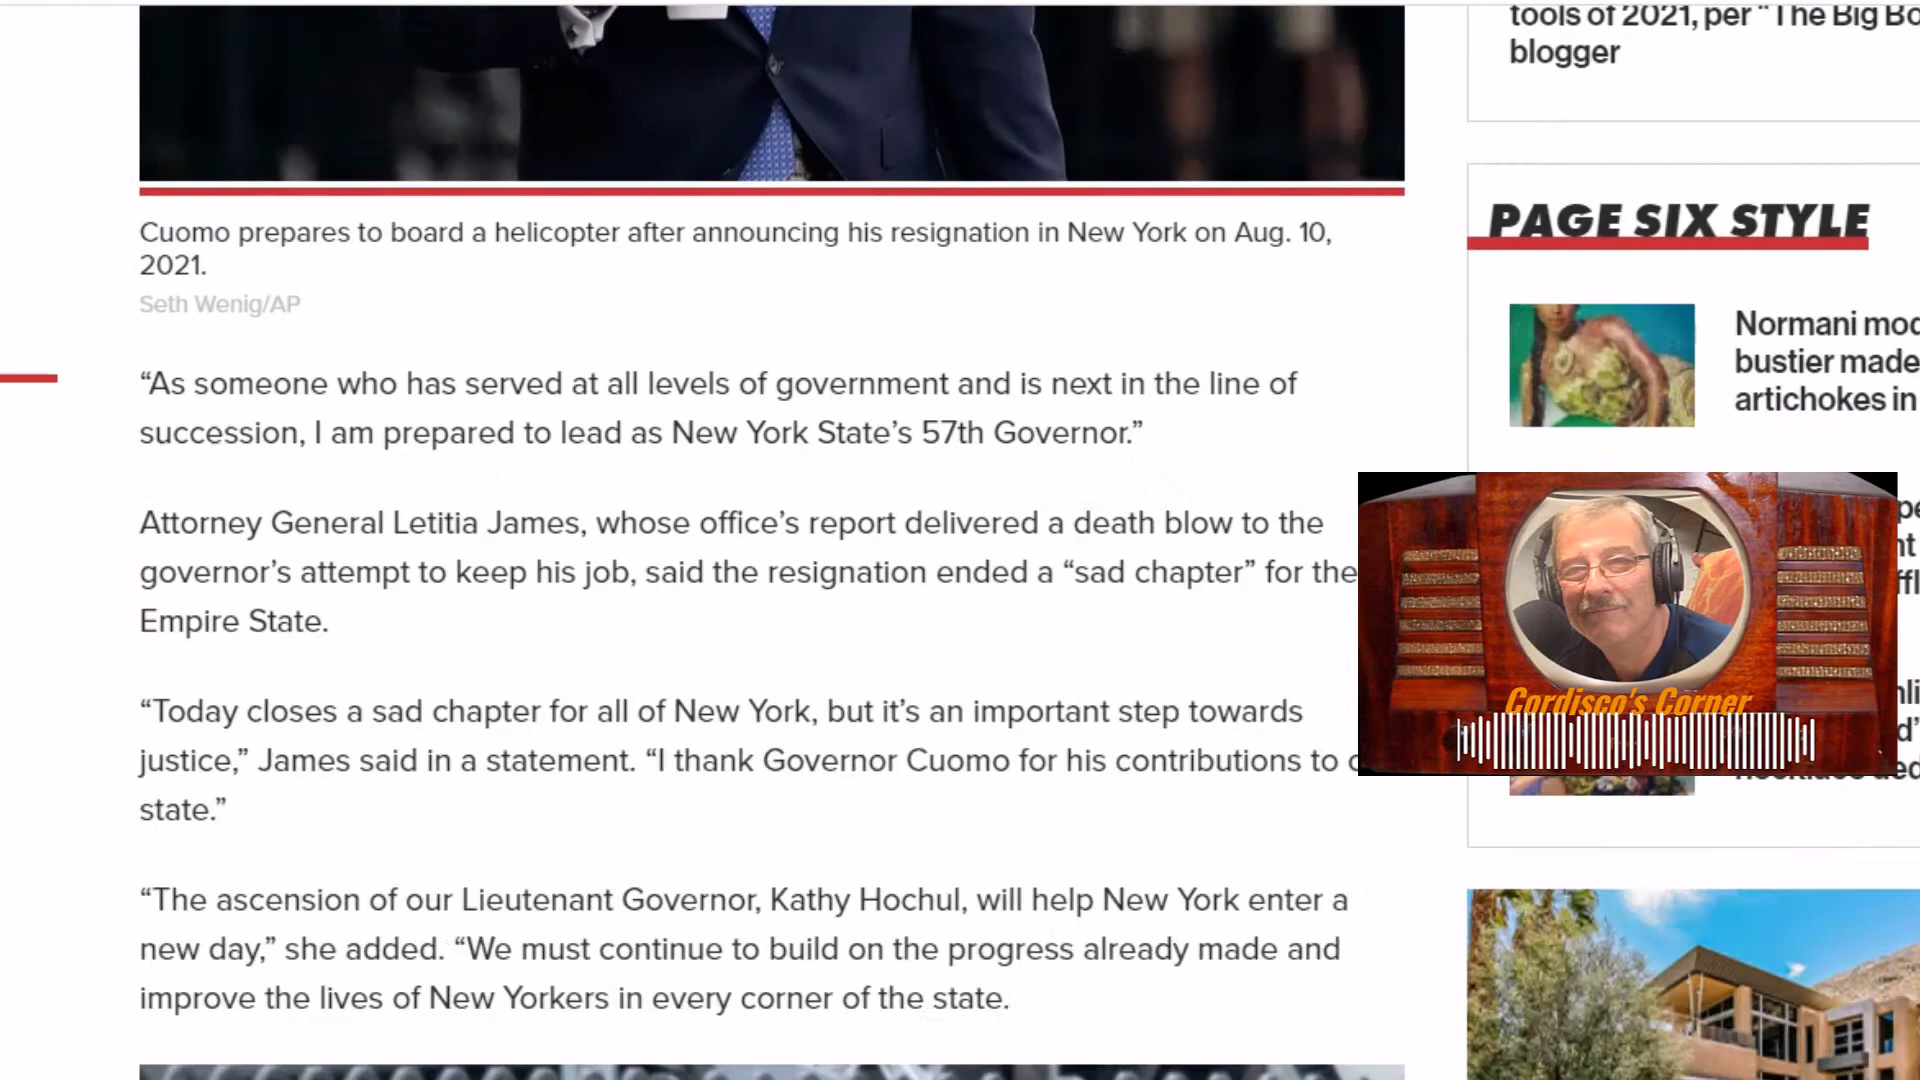 Cuomo prepares to board a helicopter after announcing his resignation in New York on Aug. 10,
2021.
Seth Wenig/AP
“As someone who has served at all levels of government and is next in the line of
succession, I am prepared to lead as New York State’s 57th Governor.”
Attorney General Letitia James, whose office’s report delivered a death blow to the
governor’s attempt to keep his job, said the resignation ended a “sad chapter” for the
Empire State.
“Today closes a sad chapter for all of New York, but it’s an important step towards
justice,” James said in a statement. “I thank Governor Cuomo for his contributions to
state.”
“The ascension of our Lieutenant Governor, Kathy Hochul, will help New York enter a
new day,” she added. “We must continue to build on the progress already made and
improve the lives of New Yorkers in every corner of the state.
tools of 2021, per “The Big
blogger
PAGE SIX STYLE
Normani
bustier made
artichokes in
Cordisco's Corner